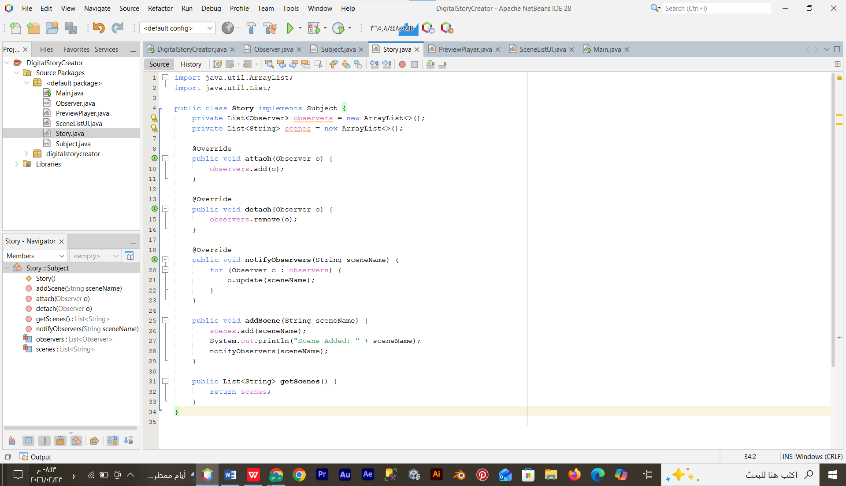 File Edit View Navigate Source Refactor Run Debug Profile Team Tools Window Help
DigitalStoryCreator - Apache NetBeans IDE 28
Search (Ctrl+I)
<default config>
Proj... Files Favorites Services
DigitalStoryCreator.java Observer.java Subject.java Story.java PreviewPlayer.java SceneListUI.java Main.java
DigitalStoryCreator
Source Packages
<default package>
Main.java
Observer.java
PreviewPlayer.java
SceneListUI.java
Story.java
Subject.java
digitalstorycreator
Libraries
Source History
1 import java.util.ArrayList;
2 import java.util.List;
3
4 public class Story implements Subject {
private List<Observer> observers = new ArrayList<>();
private List<String> scenes = new ArrayList<>();
7
8 @Override
public void attach(Observer o) {
10 observers.add(o);
11 }
12
13 @Override
public void detach(Observer o) {
15 observers.remove(o);
16 }
17
18 @Override
public void notifyObservers(String sceneName) {
20 for (Observer o : observers) {
21 o.update(sceneName);
22 }
23 }
24
25 public void addScene(String sceneName) {
26 scenes.add(sceneName);
27 System.out.println("Scene Added: " + sceneName);
28 notifyObservers(sceneName);
29 }
30
31 public List<String> getScenes() {
32 return scenes;
33 }
34 }
35
Story - Navigator
Members <empty>
Story :: Subject
Story()
addScene(String sceneName)
attach(Observer o)
detach(Observer o)
getScenes() : List<String>
notifyObservers(String sceneName)
observers : List<Observer>
scenes : List<String>
Output
34:2 INS Windows (CRLF)
أيام ممطر...
اكتب هنا للبحث